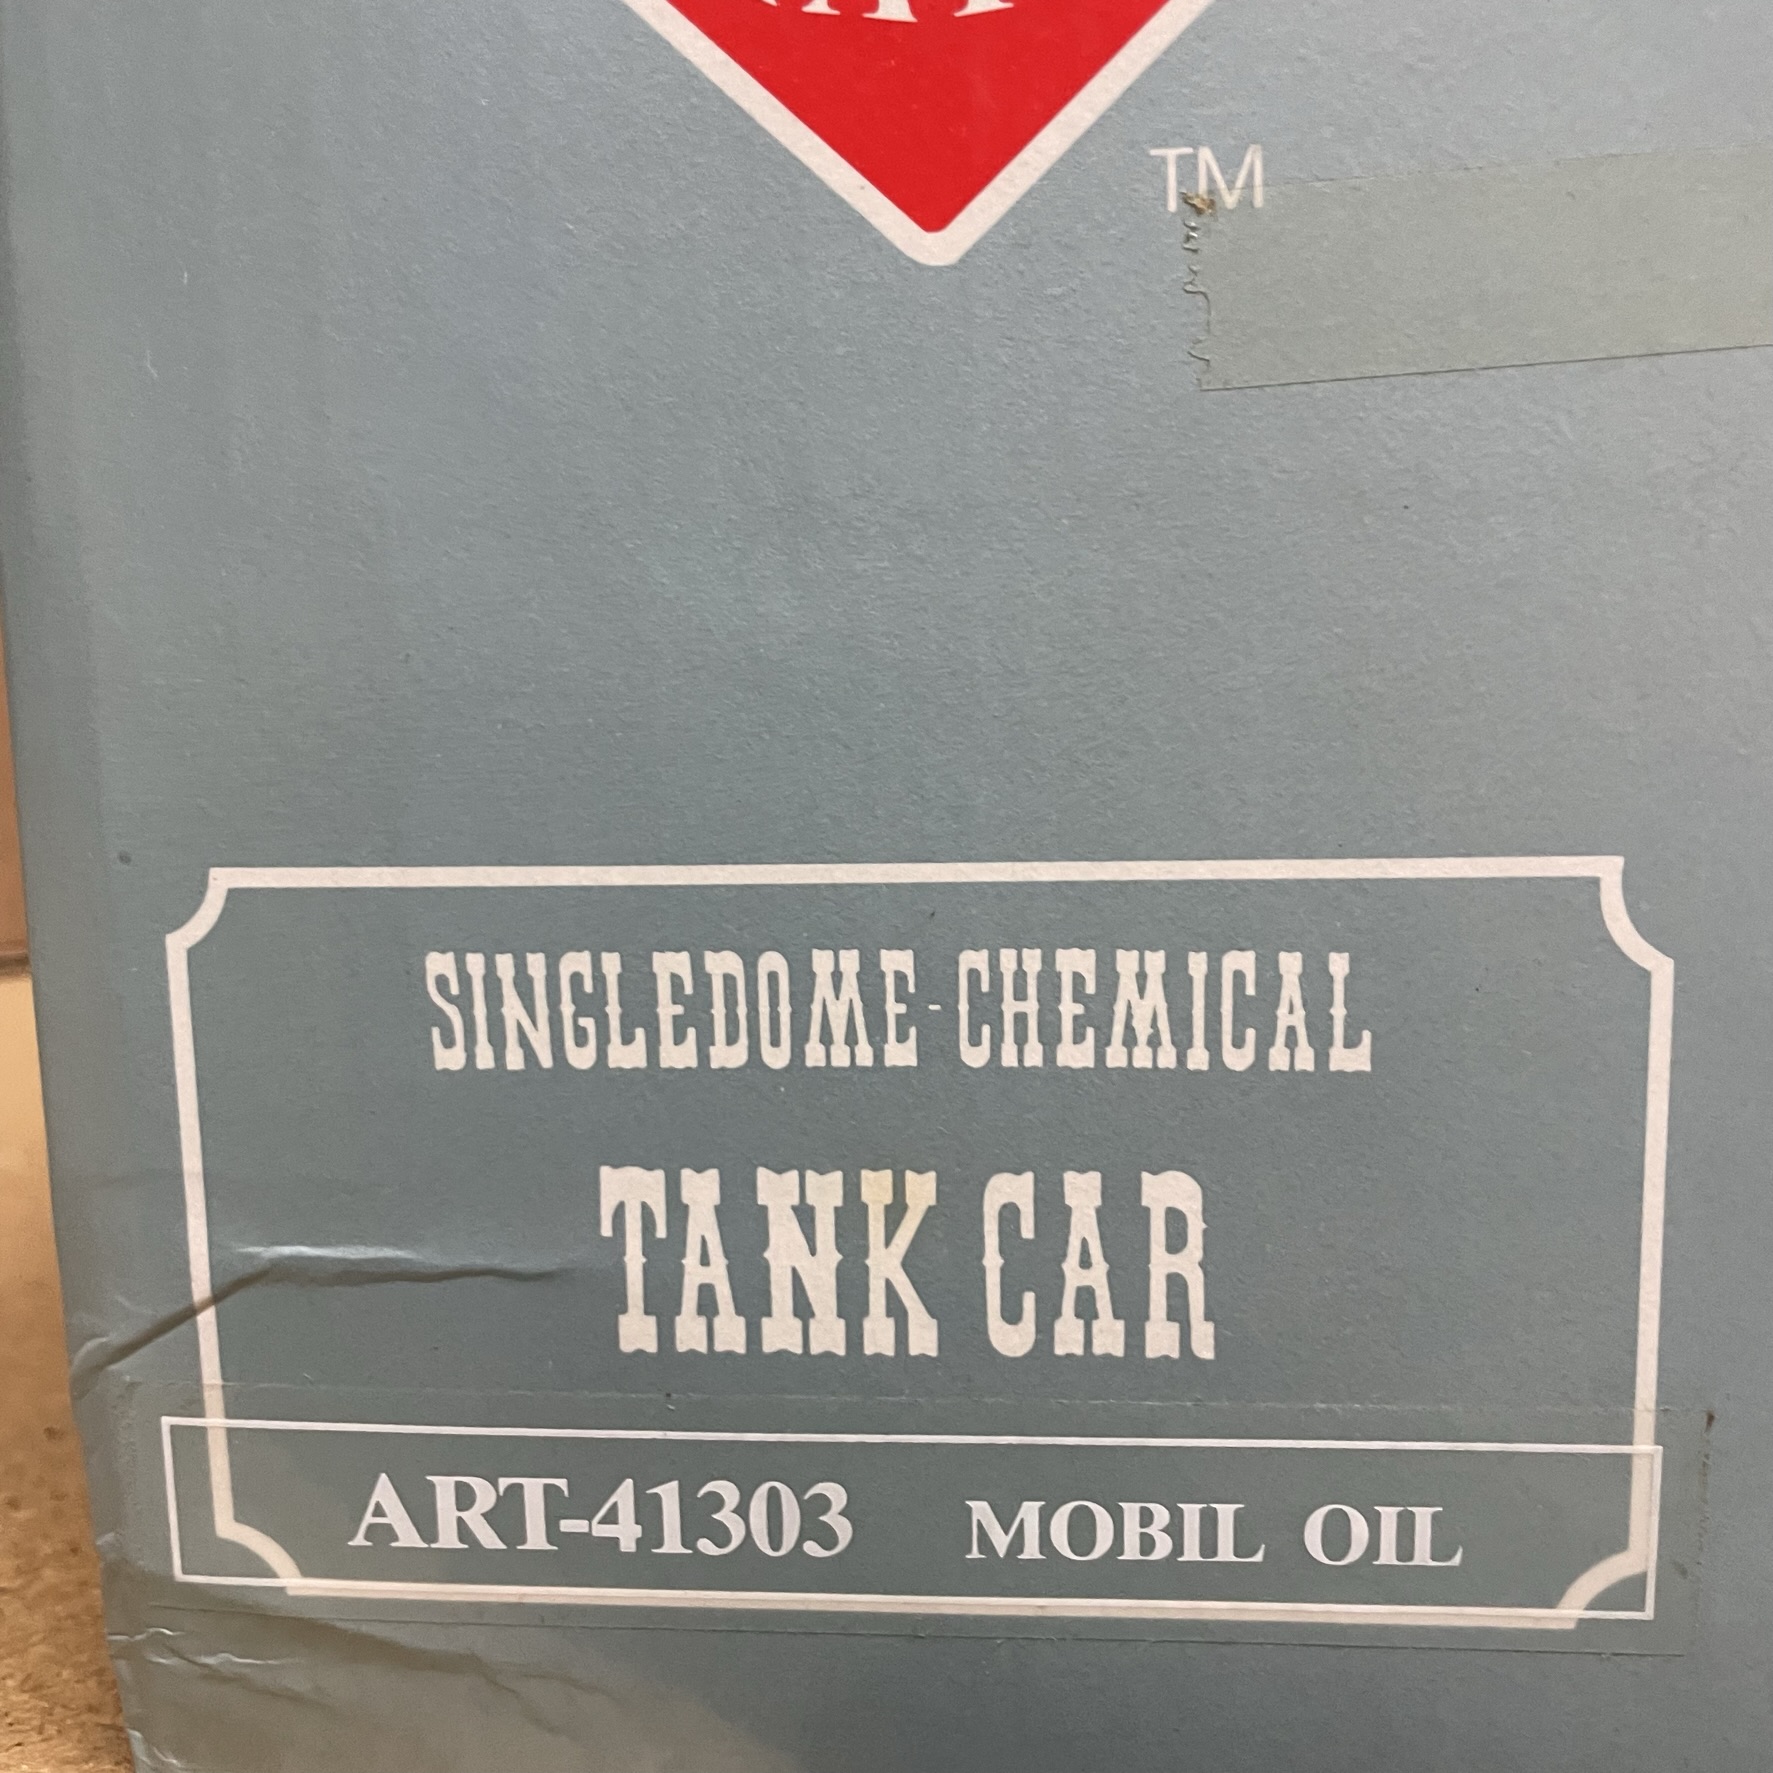 TM
SINGLEDOME-CHEMICAL
TANK CAR
ART-41303 MOBIL OIL